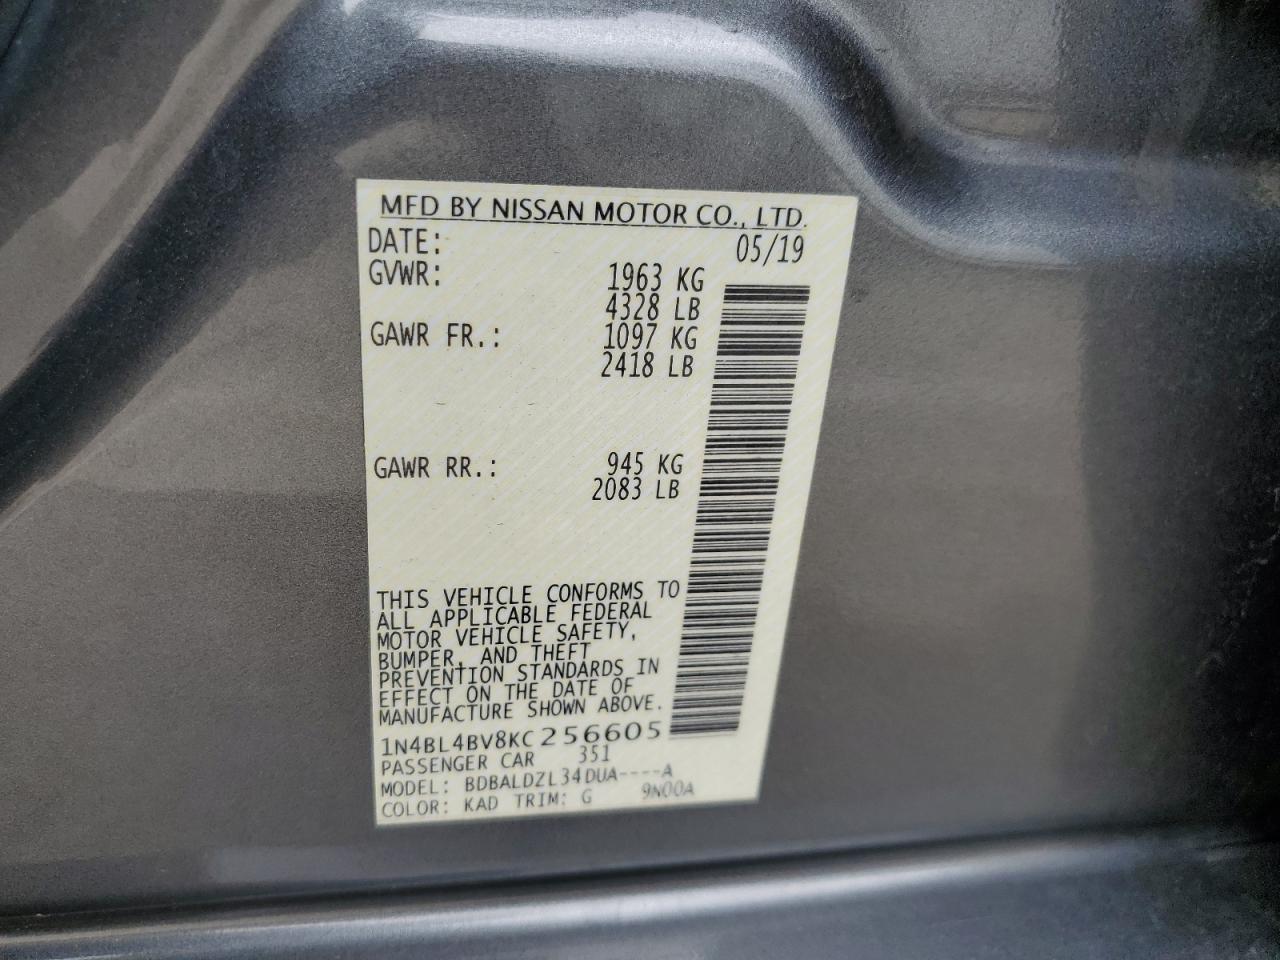 MFD BY NISSAN MOTOR CO., LTD.
DATE: 05/19
GVWR: 1963 KG
4328 LB
GAWR FR.: 1097 KG
2418 LB
GAWR RR.: 945 KG
2083 LB
THIS VEHICLE CONFORMS TO
ALL APPLICABLE FEDERAL
MOTOR VEHICLE SAFETY,
BUMPER, AND THEFT
PREVENTION STANDARDS IN
EFFECT ON THE DATE OF
MANUFACTURE SHOWN ABOVE.
1N4BL4BV8KC256605
PASSENGER CAR 351
MODEL: BDBALDZL34DUA----A
COLOR: KAD TRIM: G 9N00A